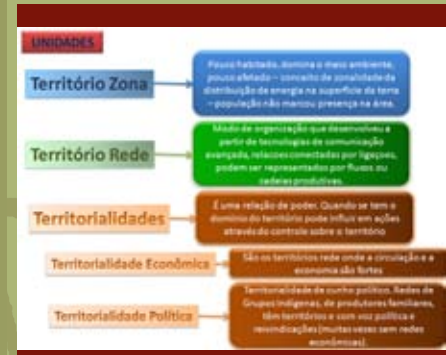 UNIDADES
Território Zona
Pouco habitado, domina o meio ambiente,
pouco afetado – conceito de zonalidade da
distribuição de energia na superfície da terra
– população não marcou presença na área.
Território Rede
Modo de organização que desenvolveu a
partir de tecnologias de comunicação
avançada, relacoes conectadas por ligaçoes,
podem ser representados por fluxos ou
cadeias produtivas.
Territorialidades
É uma relação de poder. Quando se tem o
domínio do território pode influir em ações
através do controle sobre o território
Territorialidade Econômica
São os territórios rede onde a circulação e a
economia são fortes
Territorialidade Política
Territorialidade de cunho político. Redes de
Grupos Indígenas, de produtores familiares,
têm territórios e com voz política e
reivindicações (muitas vezes sem redes
econômicas).